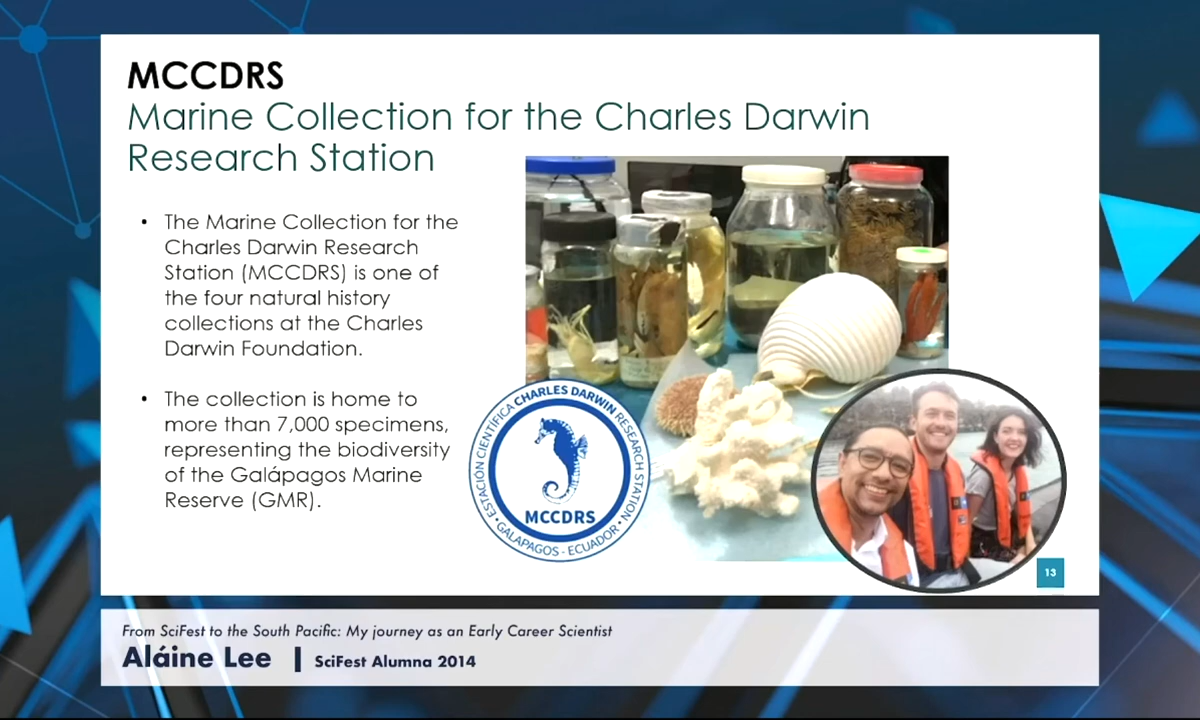 MCCDRS
Marine Collection for the Charles Darwin
Research Station
• The Marine Collection for the
Charles Darwin Research
Station (MCCDRS) is one of
the four natural history
collections at the Charles
Darwin Foundation.
• The collection is home to
more than 7,000 specimens,
representing the biodiversity
of the Galápagos Marine
Reserve (GMR).
ESTACIÓN CIENTÍFICA CHARLES DARWIN RESEARCH STATION
MCCDRS
• GALAPAGOS - ECUADOR •
13
From SciFest to the South Pacific: My journey as an Early Career Scientist
Aláine Lee | SciFest Alumna 2014